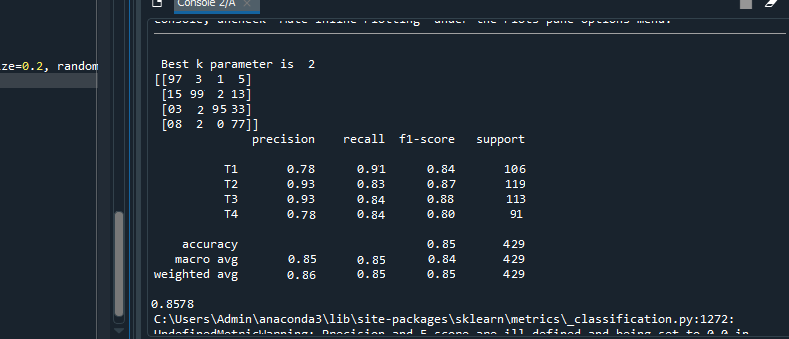 Console 2/A
Console, uncheck "Mute Inline Plotting" under the Plots pane options menu.
ize=0.2, random
Best k parameter is 2
[[97 3 1 5]
[15 99 2 13]
[03 2 95 33]
[08 2 0 77]]
precision recall f1-score support
T1 0.78 0.91 0.84 106
T2 0.93 0.83 0.87 119
T3 0.93 0.84 0.88 113
T4 0.78 0.84 0.80 91
accuracy 0.85 429
macro avg 0.85 0.85 0.84 429
weighted avg 0.86 0.85 0.85 429
0.8578
C:\Users\Admin\anaconda3\lib\site-packages\sklearn\metrics\_classification.py:1272:
UndefinedMetricWarning: Precision and F-score are ill-defined and being set to 0.0 in